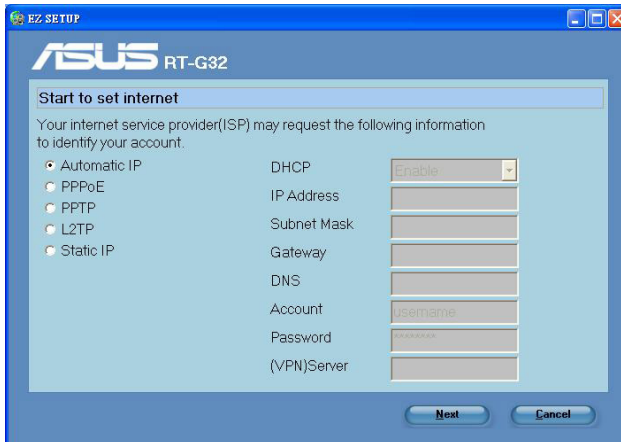 EZ SETUP
ASUS RT-G32
Start to set internet
Your internet service provider(ISP) may request the following information
to identify your account.
Automatic IP
PPPoE
PPTP
L2TP
Static IP
DHCP Enable
IP Address
Subnet Mask
Gateway
DNS
Account username
Password ********
(VPN)Server
Next Cancel